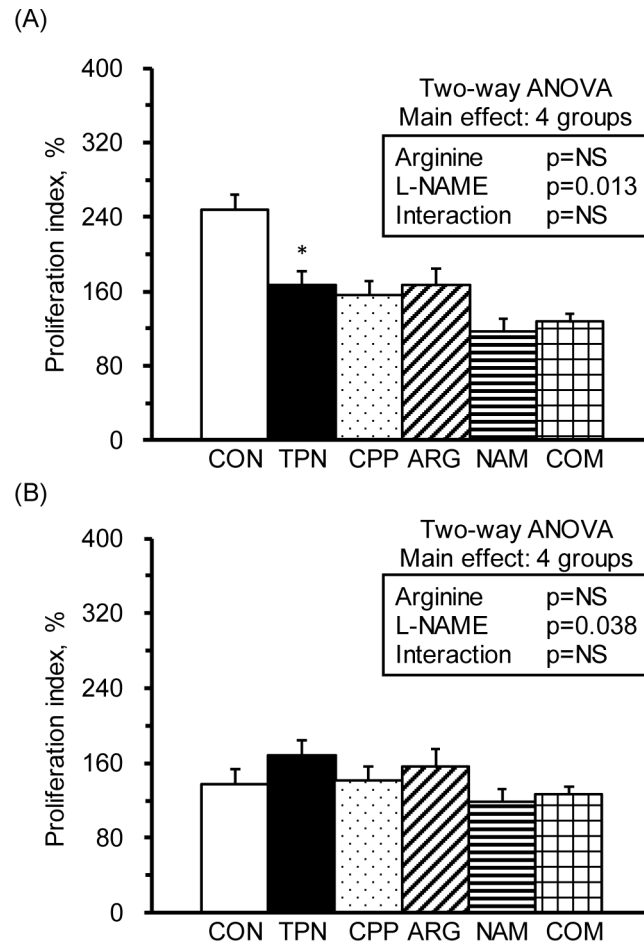 (A)
Proliferation index, %
400
320
240
160
80
0
Two-way ANOVA
Main effect: 4 groups
Arginine p=NS
L-NAME p=0.013
Interaction p=NS
*
CON TPN CPP ARG NAM COM
(B)
Proliferation index, %
400
320
240
160
80
0
Two-way ANOVA
Main effect: 4 groups
Arginine p=NS
L-NAME p=0.038
Interaction p=NS
CON TPN CPP ARG NAM COM